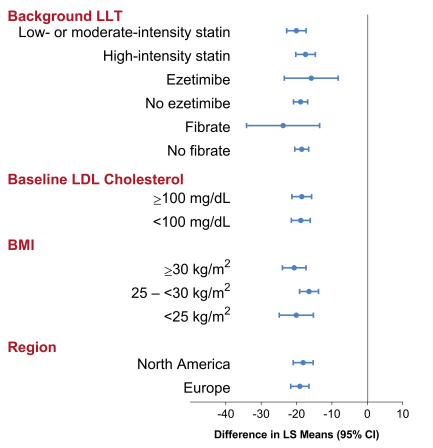 Background LLT
Low- or moderate-intensity statin
High-intensity statin
Ezetimibe
No ezetimibe
Fibrate
No fibrate
Baseline LDL Cholesterol
≥100 mg/dL
<100 mg/dL
BMI
≥30 kg/m²
25 – <30 kg/m²
<25 kg/m²
Region
North America
Europe
-40 -30 -20 -10 0 10
Difference in LS Means (95% CI)